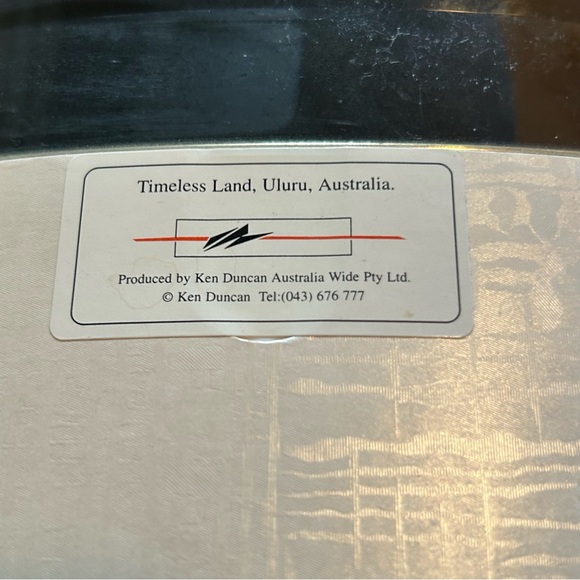 Timeless Land, Uluru, Australia.
Produced by Ken Duncan Australia Wide Pty Ltd.
© Ken Duncan Tel:(043) 676 777